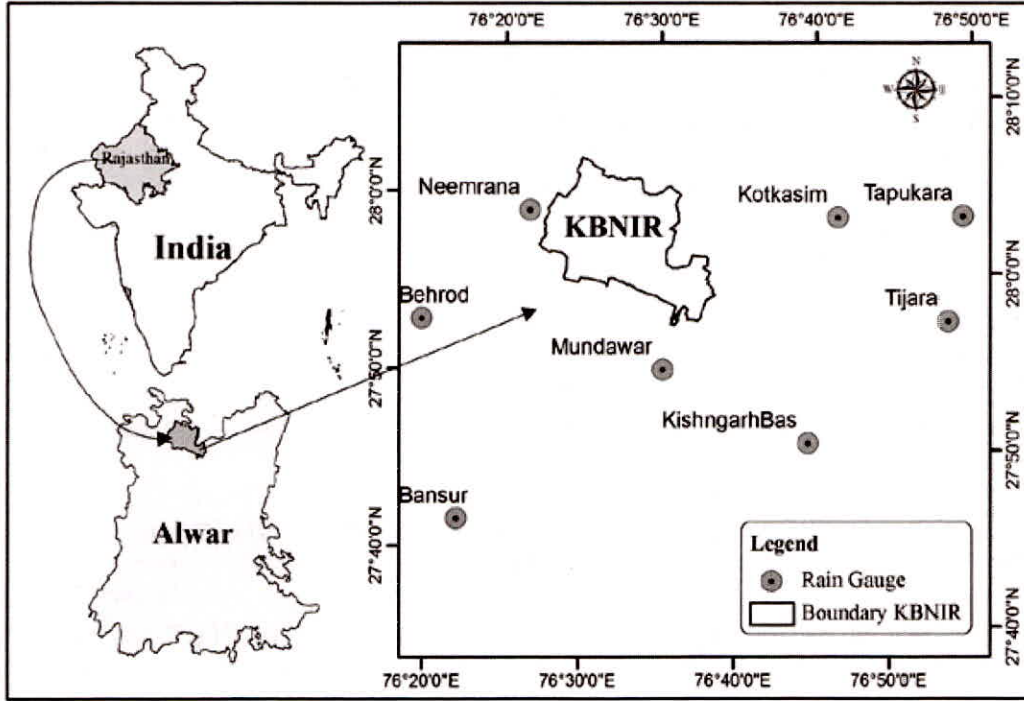 76°20'0"E 76°30'0"E 76°40'0"E 76°50'0"E
N
W E
S
28°10'0"N
28°0'0"N
27°50'0"N
27°40'0"N
28°0'0"N
27°50'0"N
27°40'0"N
Rajasthan
India
Alwar
Neemrana
KBNIR
Kotkasim
Tapukara
Behrod
Tijara
Mundawar
KishngarhBas
Bansur
Legend
Rain Gauge
Boundary KBNIR
76°20'0"E 76°30'0"E 76°40'0"E 76°50'0"E